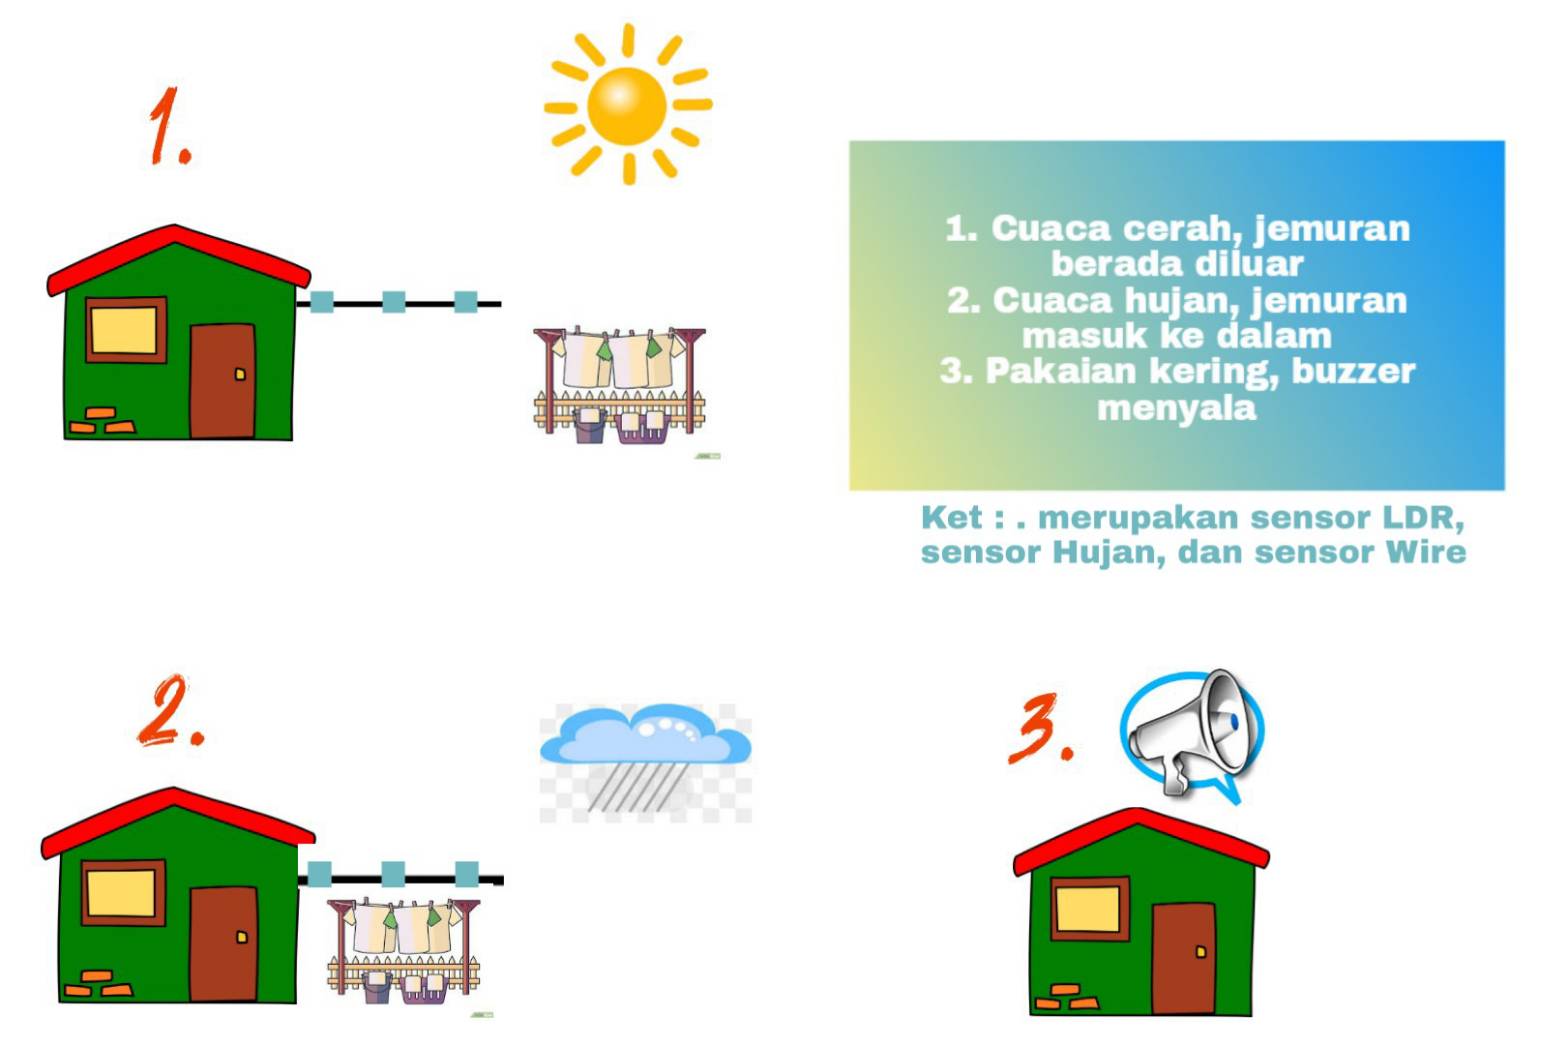 1.
1. Cuaca cerah, jemuran
berada diluar
2. Cuaca hujan, jemuran
masuk ke dalam
3. Pakaian kering, buzzer
menyala
Ket : . merupakan sensor LDR,
sensor Hujan, dan sensor Wire
2.
3.